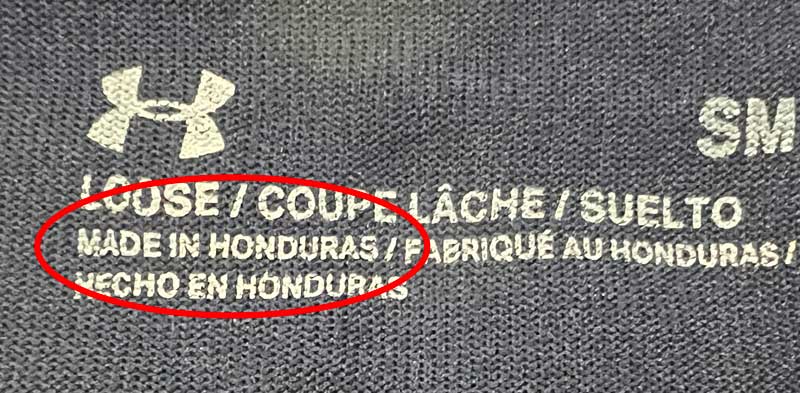 SM
LOOSE / COUPE LÂCHE / SUELTO
MADE IN HONDURAS / FABRIQUÉ AU HONDURAS /
HECHO EN HONDURAS